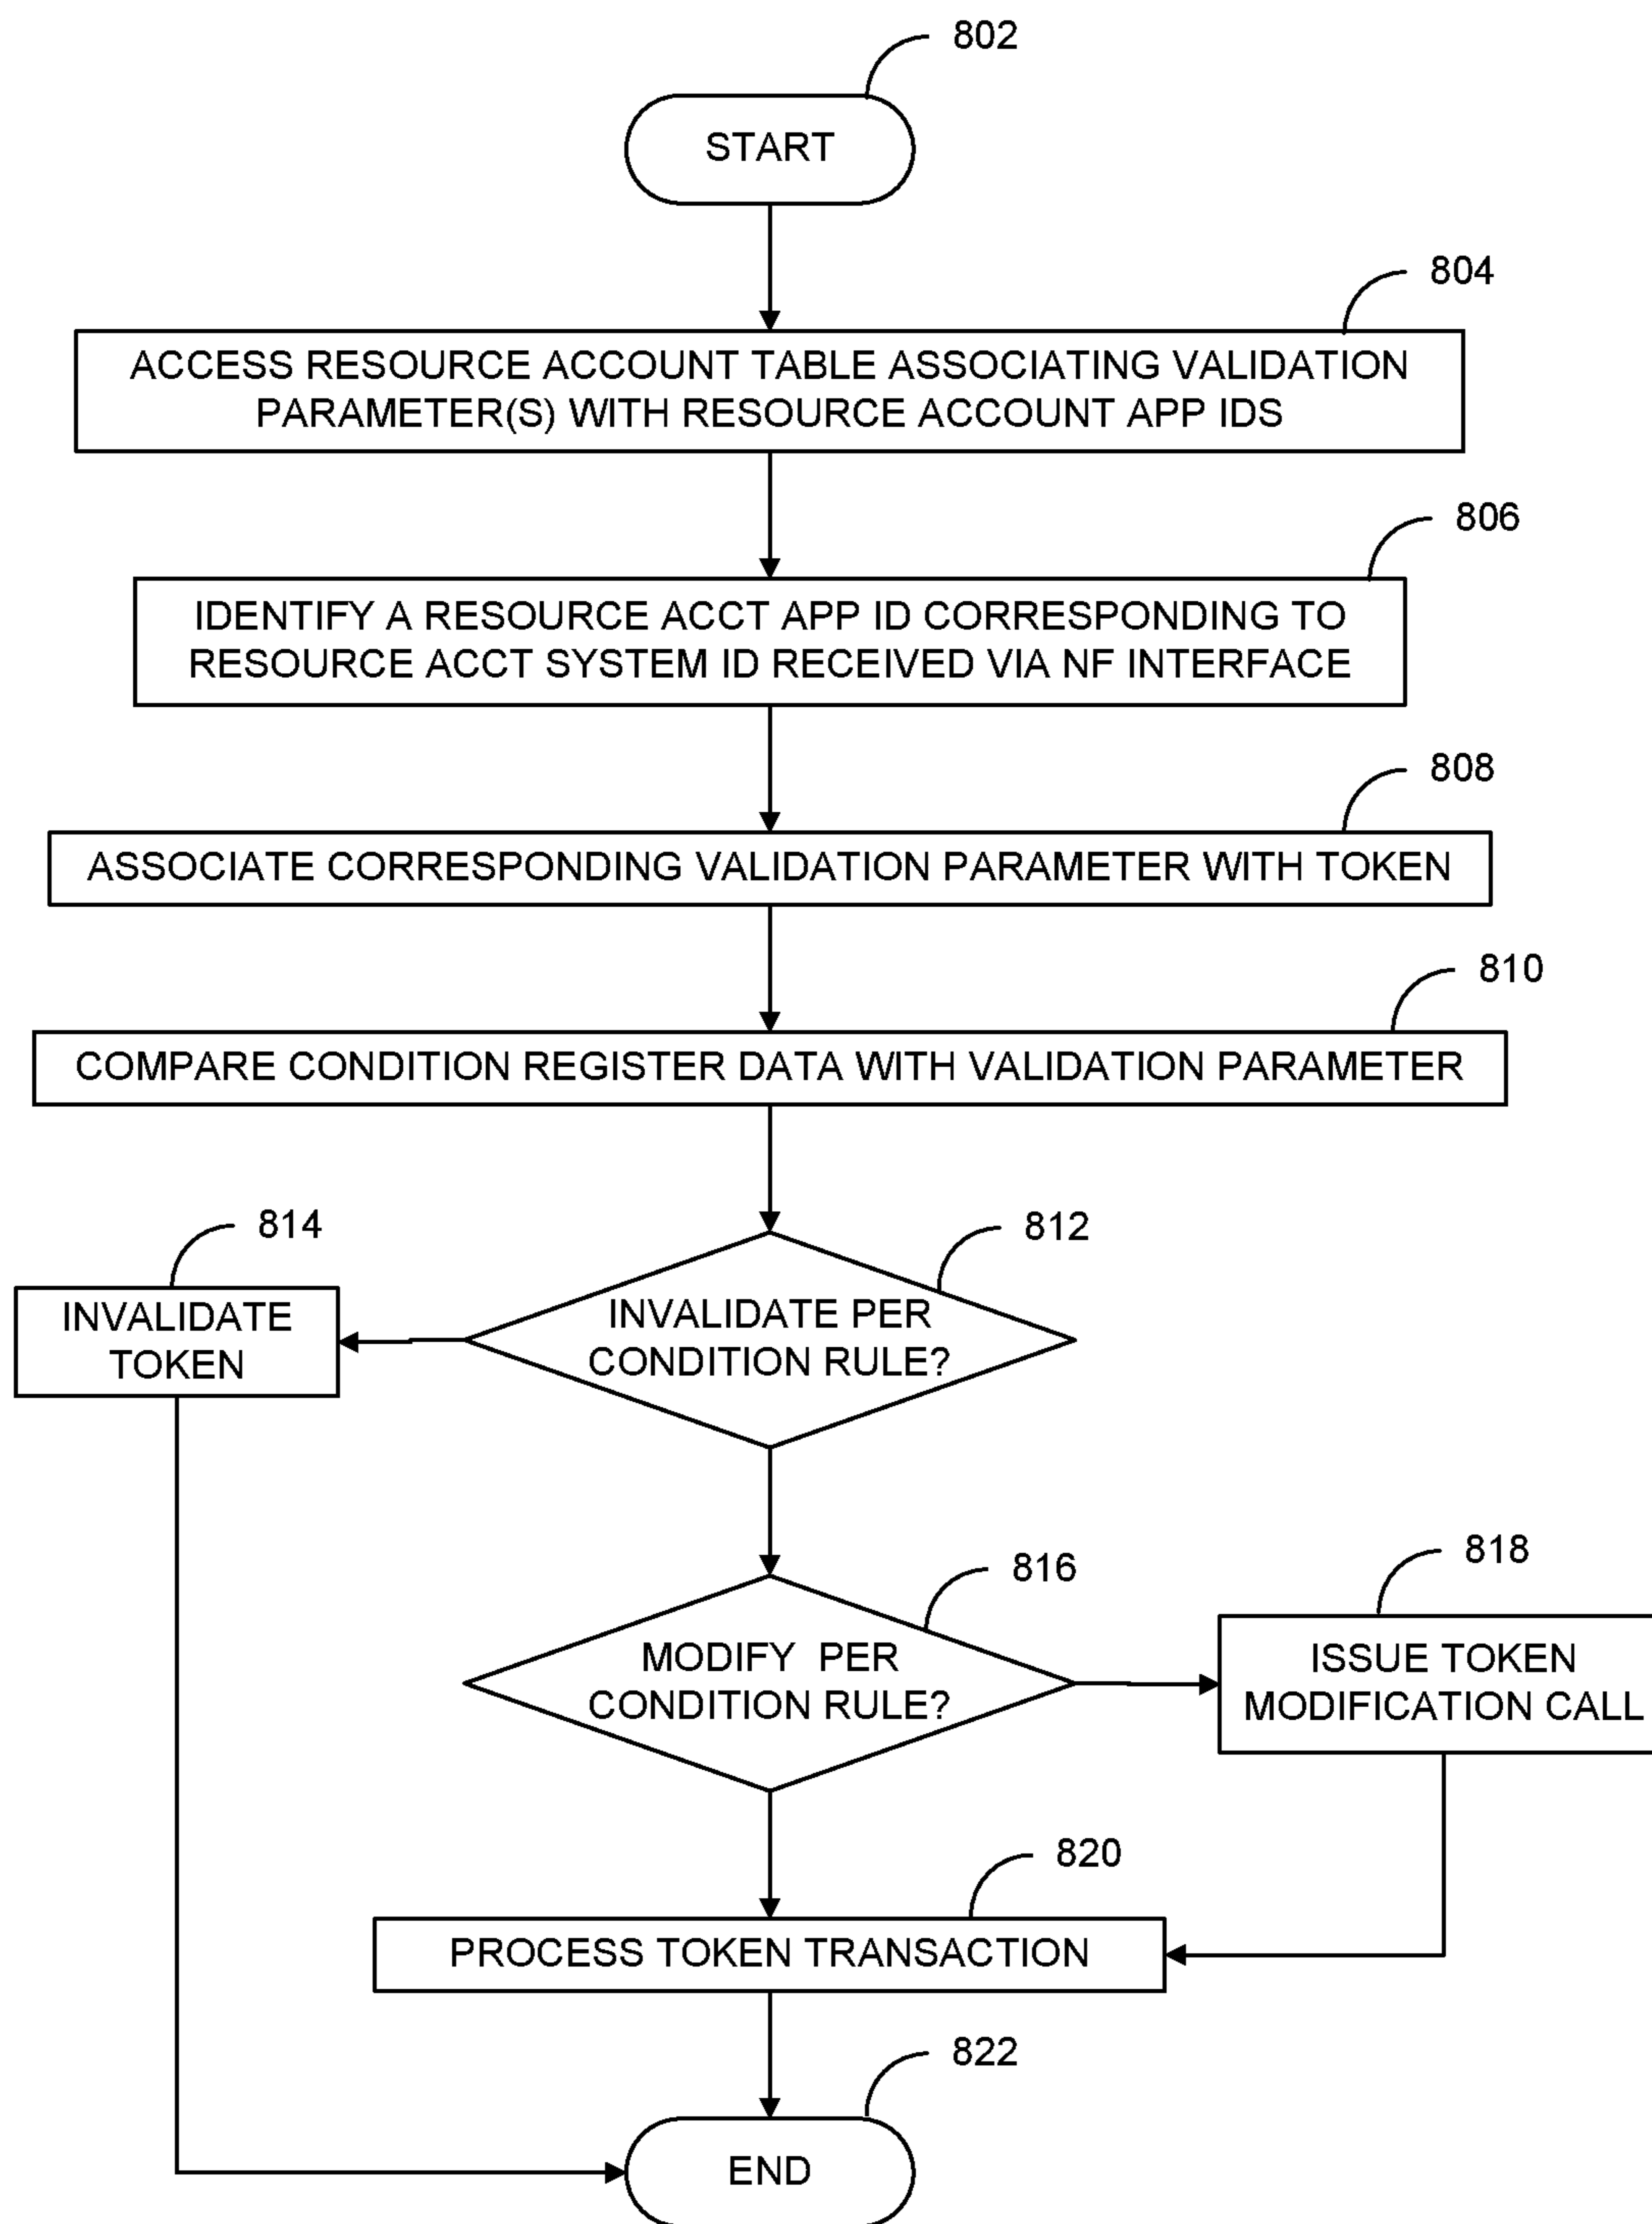 802
START
804
ACCESS RESOURCE ACCOUNT TABLE ASSOCIATING VALIDATION
PARAMETER(S) WITH RESOURCE ACCOUNT APP IDS
806
IDENTIFY A RESOURCE ACCT APP ID CORRESPONDING TO
RESOURCE ACCT SYSTEM ID RECEIVED VIA NF INTERFACE
808
ASSOCIATE CORRESPONDING VALIDATION PARAMETER WITH TOKEN
810
COMPARE CONDITION REGISTER DATA WITH VALIDATION PARAMETER
812
INVALIDATE PER
CONDITION RULE?
814
INVALIDATE
TOKEN
816
MODIFY PER
CONDITION RULE?
818
ISSUE TOKEN
MODIFICATION CALL
820
PROCESS TOKEN TRANSACTION
822
END